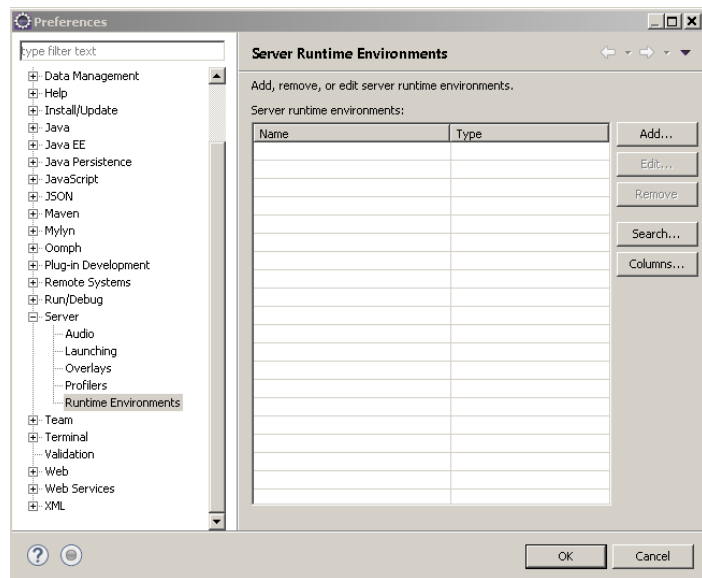 Preferences
type filter text
Data Management
Help
Install/Update
Java
Java EE
Java Persistence
JavaScript
JSON
Maven
Mylyn
Oomph
Plug-in Development
Remote Systems
Run/Debug
Server
Audio
Launching
Overlays
Profilers
Runtime Environments
Team
Terminal
Validation
Web
Web Services
XML
Server Runtime Environments
Add, remove, or edit server runtime environments.
Server runtime environments:
Name Type
Add...
Edit...
Remove
Search...
Columns...
OK Cancel